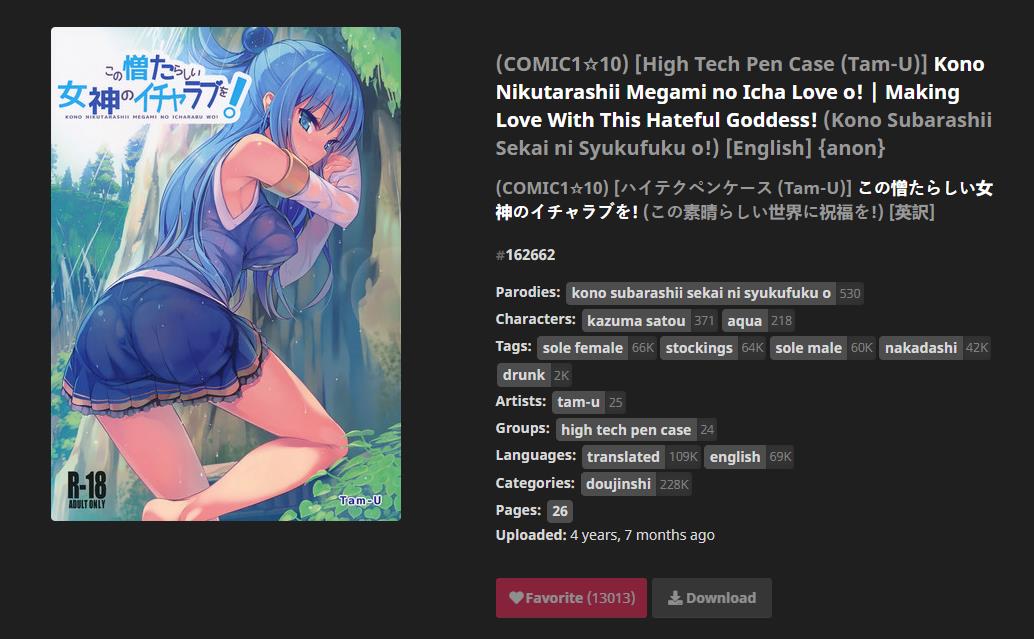 この憎たらしい
女神のイチャラブを!
KONO NIKUTARASHII MEGAMI NO ICHARABU WO!
R-18
ADULT ONLY
Tam-U
(COMIC1☆10) [High Tech Pen Case (Tam-U)] Kono
Nikutarashii Megami no Icha Love o! | Making
Love With This Hateful Goddess! (Kono Subarashii
Sekai ni Syukufuku o!) [English] {anon}
(COMIC1☆10) [ハイテクペンケース (Tam-U)] この憎たらしい女
神のイチャラブを! (この素晴らしい世界に祝福を!) [英訳]
#162662
Parodies: kono subarashii sekai ni syukufuku o 530
Characters: kazuma satou 371 aqua 218
Tags: sole female 66K stockings 64K sole male 60K nakadashi 42K
drunk 2K
Artists: tam-u 25
Groups: high tech pen case 24
Languages: translated 109K english 69K
Categories: doujinshi 228K
Pages: 26
Uploaded: 4 years, 7 months ago
Favorite (13013) Download